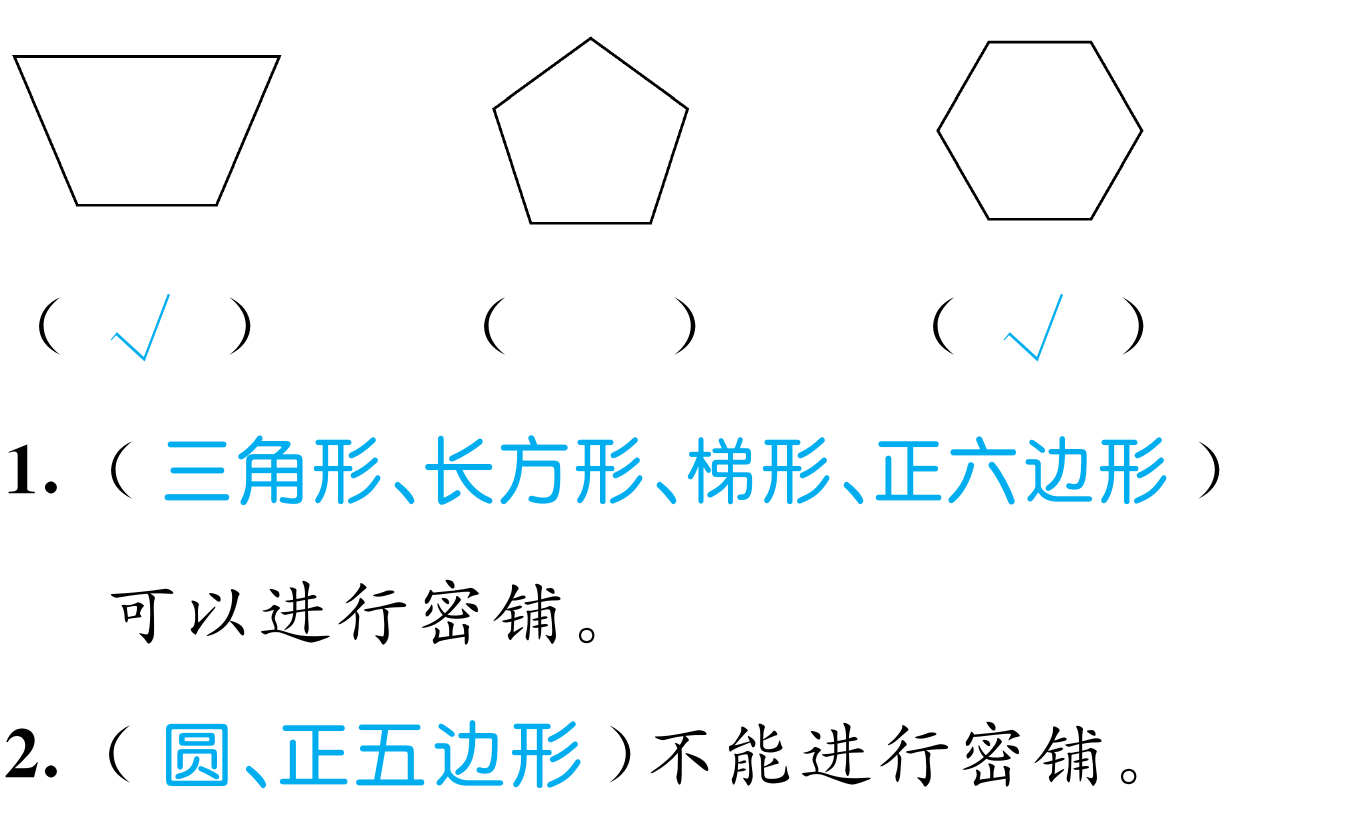 （ √ ） （ ） （ √ ）
1.（ 三角形、长方形、梯形、正六边形 ）
可以进行密铺。
2.（ 圆、正五边形 ）不能进行密铺。